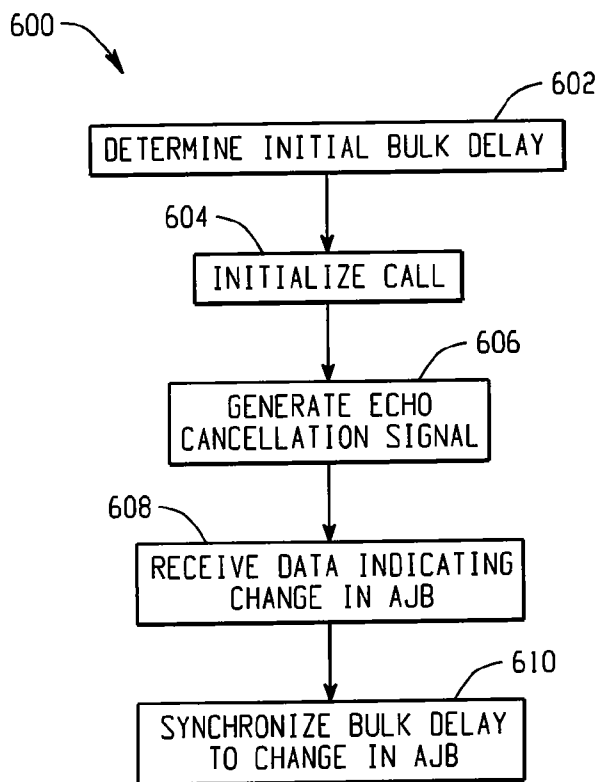 600
602
DETERMINE INITIAL BULK DELAY
604
INITIALIZE CALL
606
GENERATE ECHO
CANCELLATION SIGNAL
608
RECEIVE DATA INDICATING
CHANGE IN AJB
610
SYNCHRONIZE BULK DELAY
TO CHANGE IN AJB